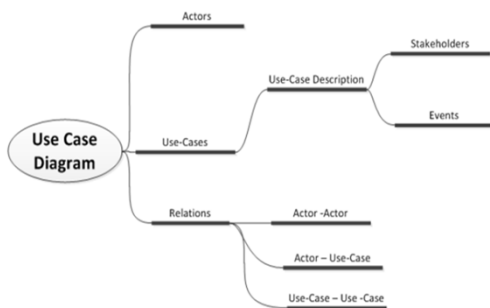 Actors
Stakeholders
Use-Case Description
Events
Use Case
Diagram
Use-Cases
Relations
Actor -Actor
Actor – Use-Case
Use-Case – Use -Case